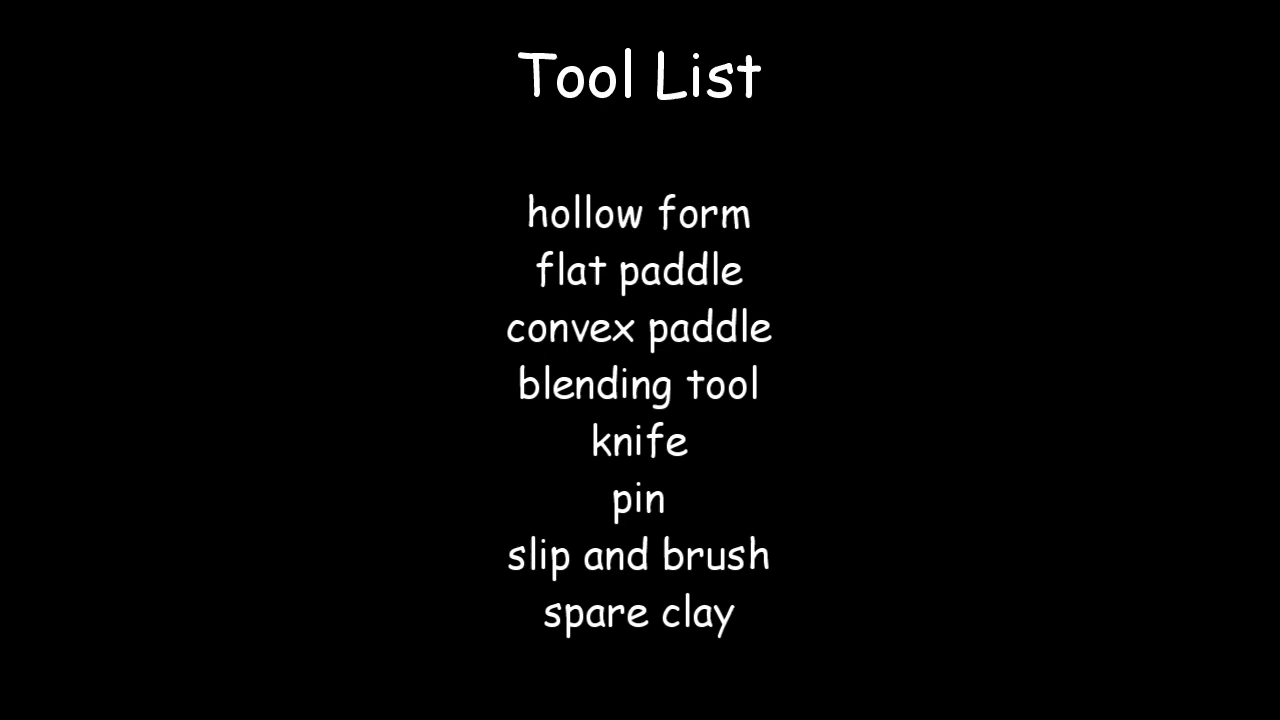 Tool List
hollow form
flat paddle
convex paddle
blending tool
knife
pin
slip and brush
spare clay